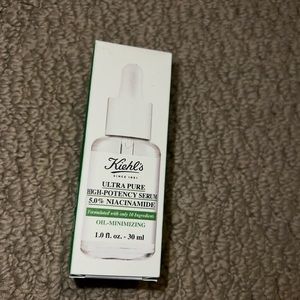 Kiehl's
SINCE 1851
ULTRA PURE
HIGH-POTENCY SERUM
5.0% NIACINAMIDE
Formulated with only 10 Ingredients
OIL-MINIMIZING
1.0 fl. oz. - 30 ml